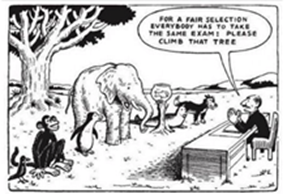 FOR A FAIR SELECTION
EVERYBODY HAS TO TAKE
THE SAME EXAM: PLEASE
CLIMB THAT TREE